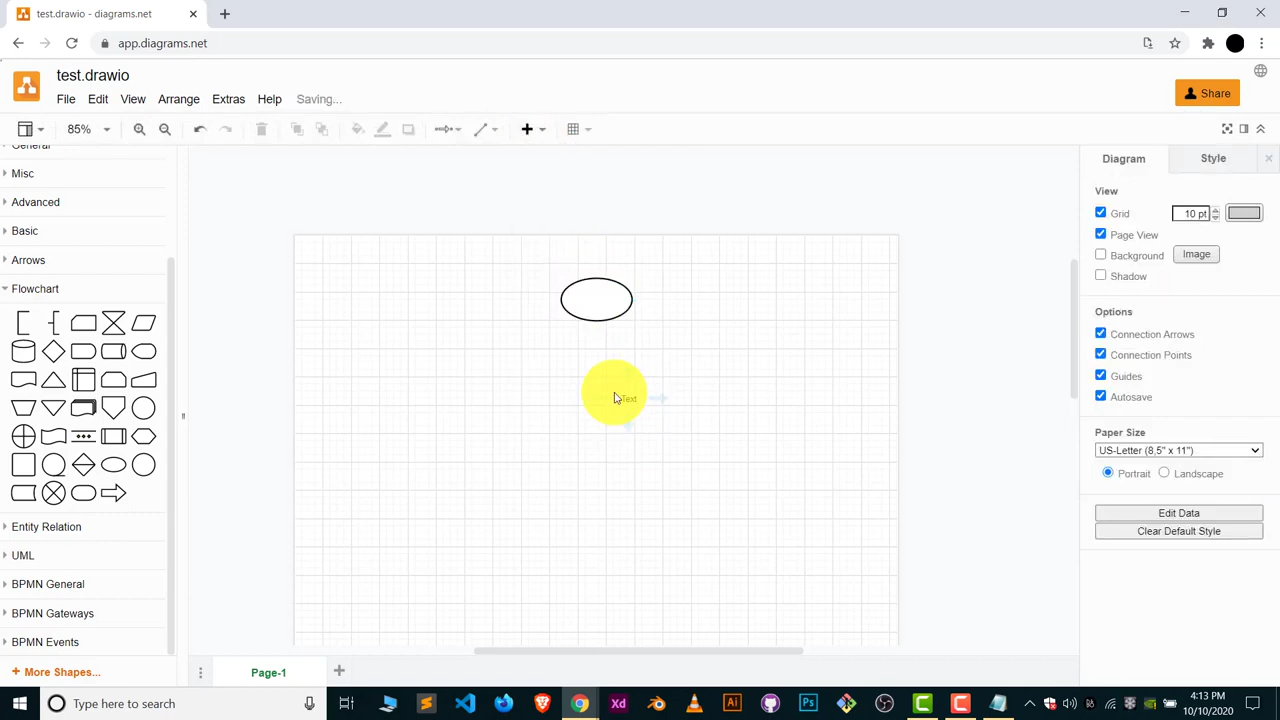 test.drawio - diagrams.net
app.diagrams.net
test.drawio
File Edit View Arrange Extras Help Saving...
Share
85%
General
Misc
Advanced
Basic
Arrows
Flowchart
Entity Relation
UML
BPMN General
BPMN Gateways
BPMN Events
+ More Shapes...
Text
Page-1
Diagram Style
View
Grid 10 pt
Page View
Background Image
Shadow
Options
Connection Arrows
Connection Points
Guides
Autosave
Paper Size
US-Letter (8,5" x 11")
Portrait Landscape
Edit Data
Clear Default Style
Type here to search
Xd
Ai
Ps
4:13 PM
10/10/2020